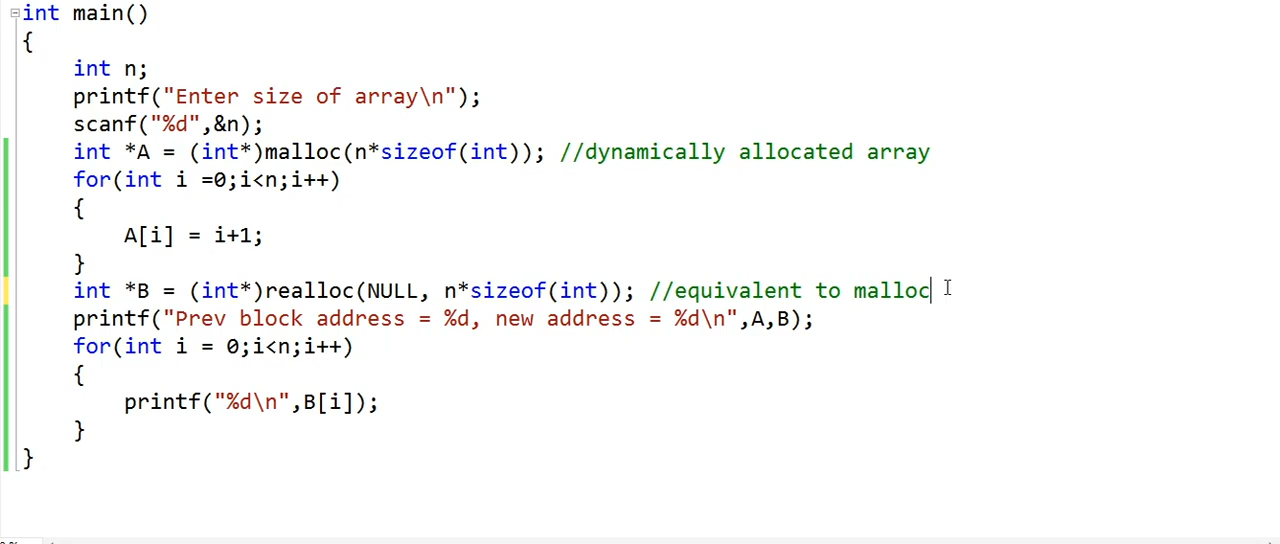 int main()
{
    int n;
    printf("Enter size of array\n");
    scanf("%d",&n);
    int *A = (int*)malloc(n*sizeof(int)); //dynamically allocated array
    for(int i =0;i<n;i++)
    {
        A[i] = i+1;
    }
    int *B = (int*)realloc(NULL, n*sizeof(int)); //equivalent to malloc
    printf("Prev block address = %d, new address = %d\n",A,B);
    for(int i = 0;i<n;i++)
    {
        printf("%d\n",B[i]);
    }
}